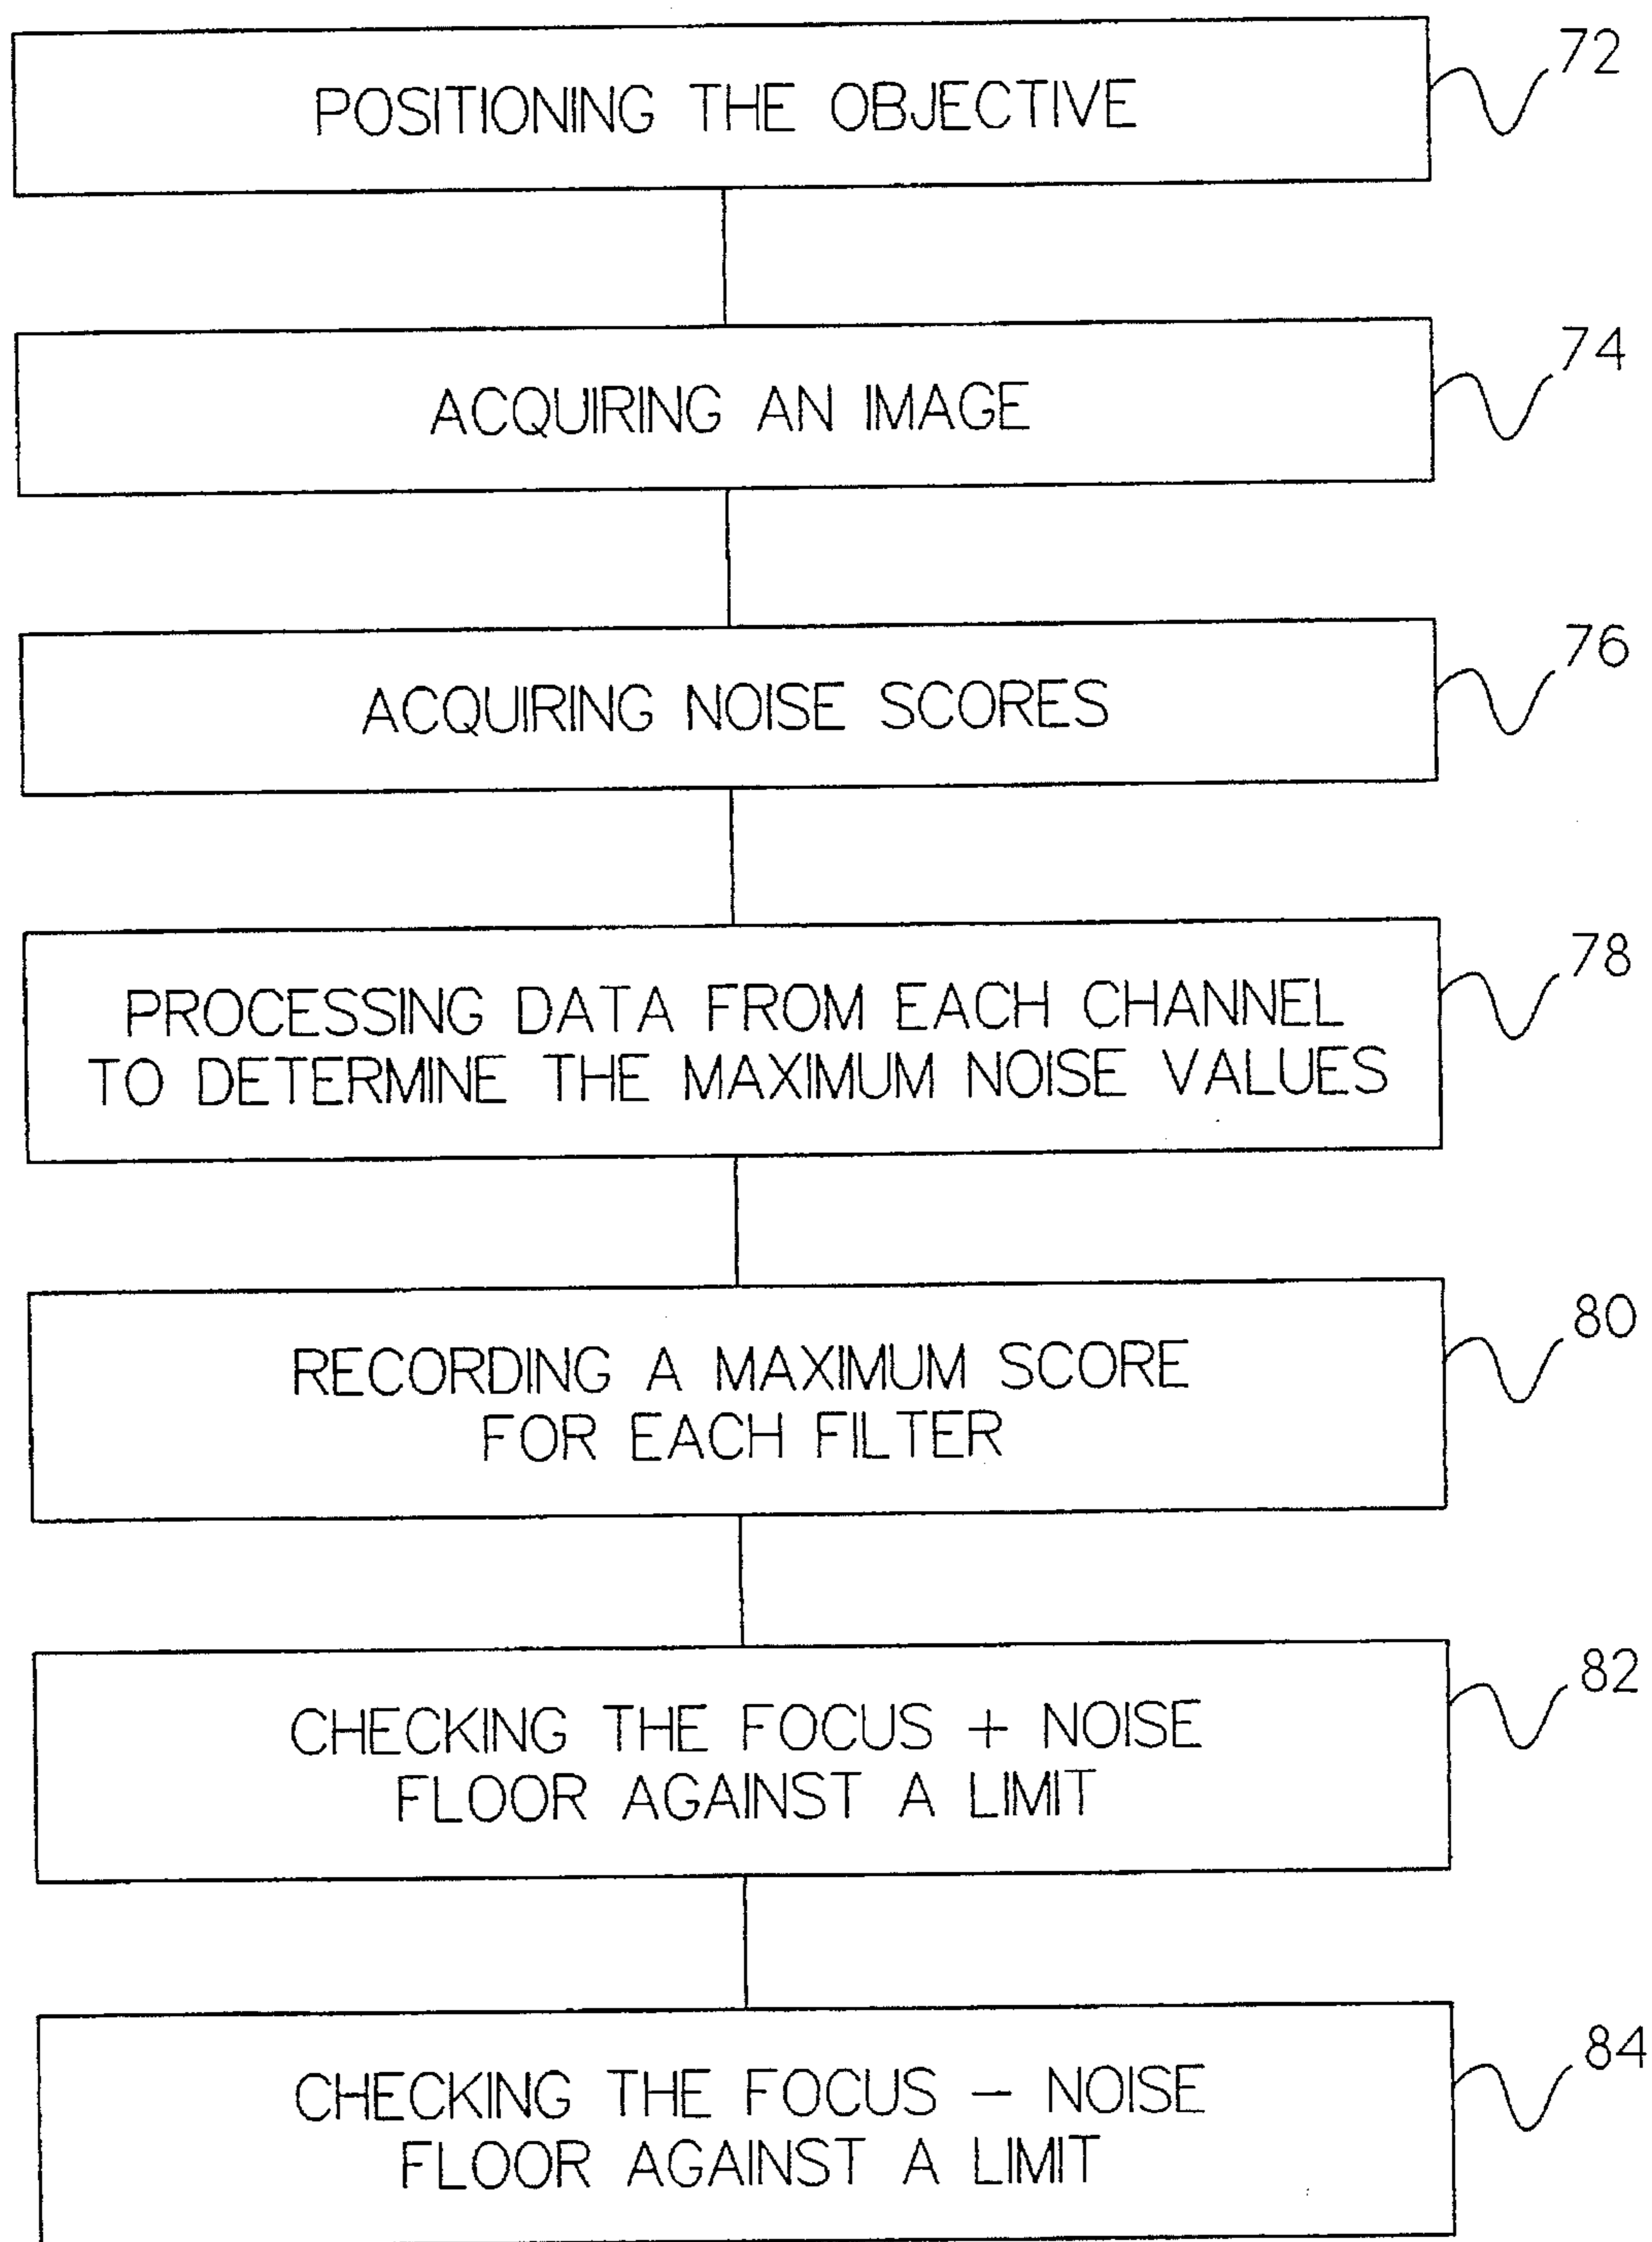 POSITIONING THE OBJECTIVE
72
ACQUIRING AN IMAGE
74
ACQUIRING NOISE SCORES
76
PROCESSING DATA FROM EACH CHANNEL
TO DETERMINE THE MAXIMUM NOISE VALUES
78
RECORDING A MAXIMUM SCORE
FOR EACH FILTER
80
CHECKING THE FOCUS + NOISE
FLOOR AGAINST A LIMIT
82
CHECKING THE FOCUS – NOISE
FLOOR AGAINST A LIMIT
84